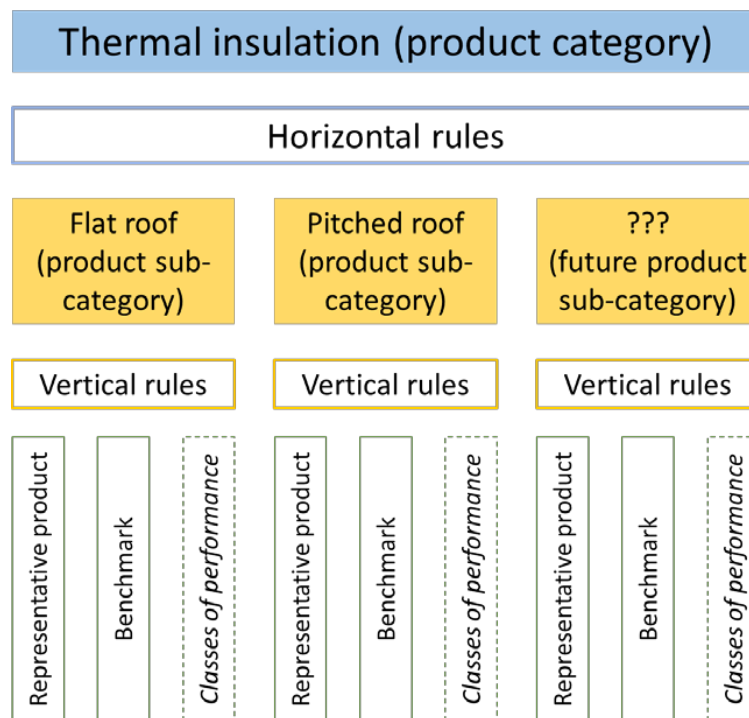 Thermal insulation (product category)
Horizontal rules
Flat roof
(product sub-
category)
Pitched roof
(product sub-
category)
???
(future product
sub-category)
Vertical rules
Vertical rules
Vertical rules
Representative product
Benchmark
Classes of performance
Representative product
Benchmark
Classes of performance
Representative product
Benchmark
Classes of performance